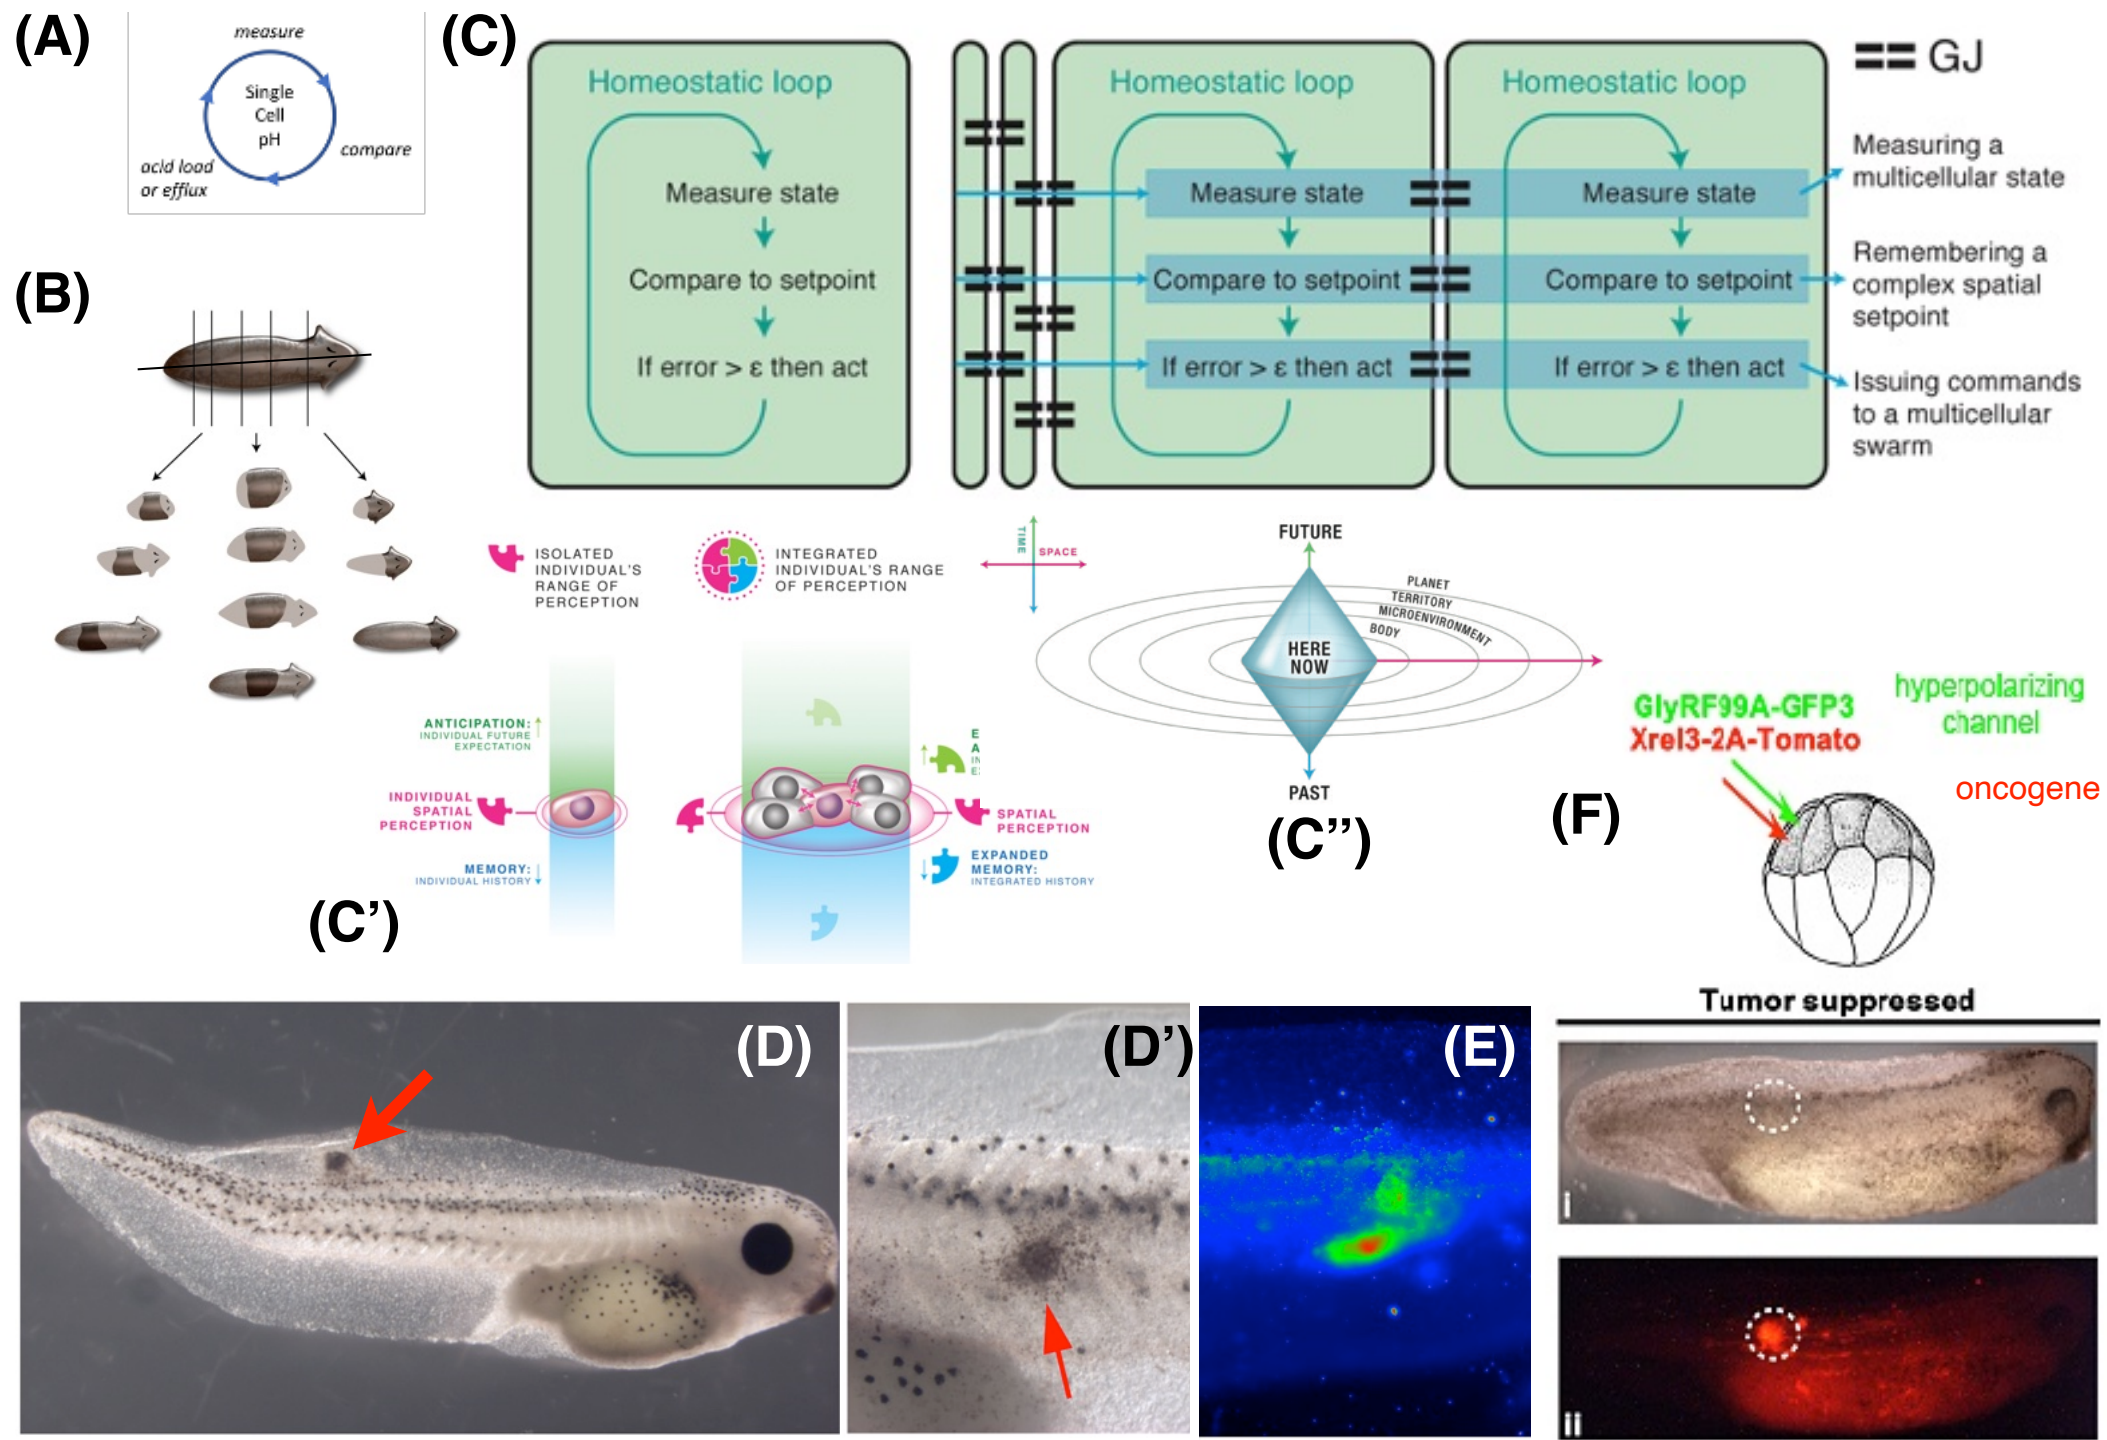 (A)
measure
Single
Cell
pH
compare
acid load
or efflux
(B)
(C)
Homeostatic loop
Measure state
Compare to setpoint
If error > ε then act
Homeostatic loop
Measure state
Compare to setpoint
If error > ε then act
Homeostatic loop
Measure state
Compare to setpoint
If error > ε then act
GJ
Measuring a
multicellular state
Remembering a
complex spatial
setpoint
Issuing commands
to a multicellular
swarm
ISOLATED
INDIVIDUAL'S
RANGE OF
PERCEPTION
INTEGRATED
INDIVIDUAL'S RANGE
OF PERCEPTION
TIME
SPACE
ANTICIPATION:
INDIVIDUAL FUTURE
EXPECTATION
INDIVIDUAL
SPATIAL
PERCEPTION
MEMORY:
INDIVIDUAL HISTORY
E
A
IN
E
SPATIAL
PERCEPTION
EXPANDED
MEMORY:
INTEGRATED HISTORY
(C’)
FUTURE
PLANET
TERRITORY
MICROENVIRONMENT
BODY
HERE
NOW
PAST
(C’’)
GlyRF99A-GFP3
Xrel3-2A-Tomato
hyperpolarizing
channel
oncogene
(F)
(D)
(D’)
(E)
Tumor suppressed
i
ii